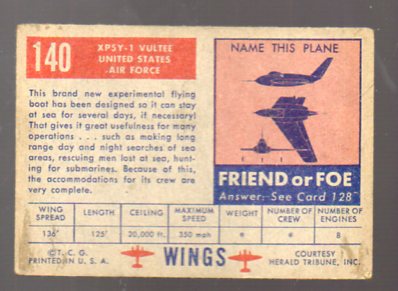 140
XP5Y-1 VULTEE
UNITED STATES
AIR FORCE
This brand new experimental flying
boat has been designed so it can stay
at sea for several days, if necessary!
That gives it great usefulness for many
operations . . . such as making long
range day and night searches of sea
areas, rescuing men lost at sea, hunt-
ing for submarines. Because of this,
the accommodations for its crew are
very complete.
NAME THIS PLANE
FRIEND or FOE
Answer: See Card 128
WING SPREAD LENGTH CEILING MAXIMUM SPEED WEIGHT NUMBER OF CREW NUMBER OF ENGINES
136' 125' 20,000 ft. 350 mph * * 8
© T. C. G.
PRINTED IN U. S. A.
WINGS
COURTESY
HERALD TRIBUNE, INC.